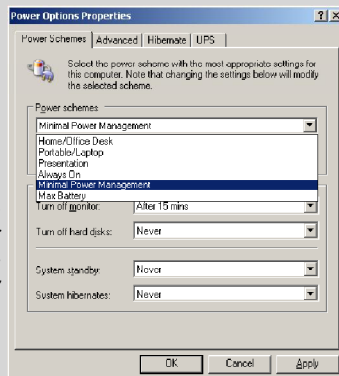 Power Options Properties
Power Schemes Advanced Hibernate UPS
Select the power scheme with the most appropriate settings for
this computer. Note that changing the settings below will modify
the selected scheme.
Power schemes
Minimal Power Management
Home/Office Desk
Portable/Laptop
Presentation
Always On
Minimal Power Management
Max Battery
Turn off monitor: After 15 mins
Turn off hard disks: Never
System standby: Never
System hibernates: Never
OK Cancel Apply